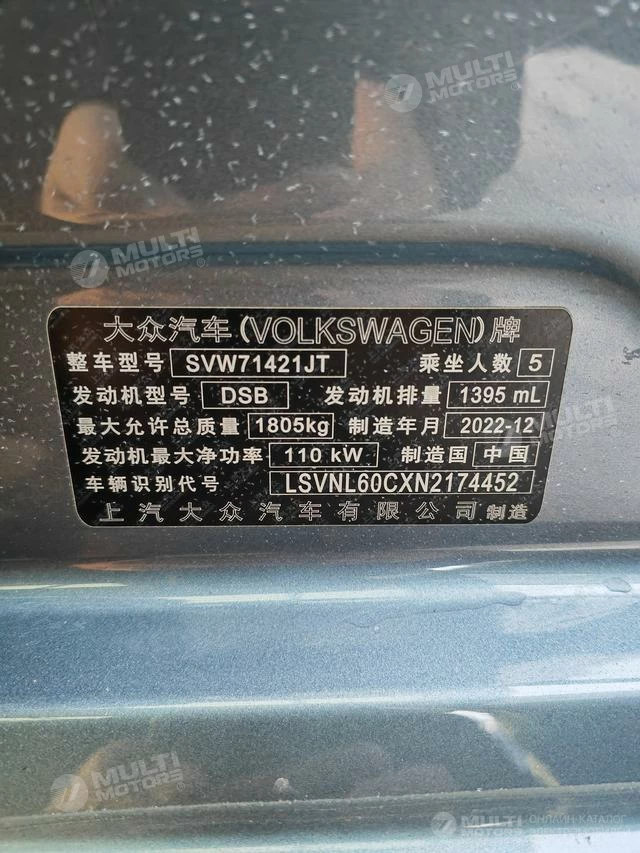 MULTI
MOTORS®
MULTI
MOTORS®
大众汽车(VOLKSWAGEN)牌
整车型号 SVW71421JT 乘坐人数 5
发动机型号 DSB 发动机排量 1395 mL
最大允许总质量 1805kg 制造年月 2022-12
发动机最大净功率 110 kW 制造国 中国
车辆识别代号 LSVNL60CXN2174452
上汽大众汽车有限公司 制造
MULTI
MOTORS®
MULTI
ОНЛАЙН-КАТАЛОГ